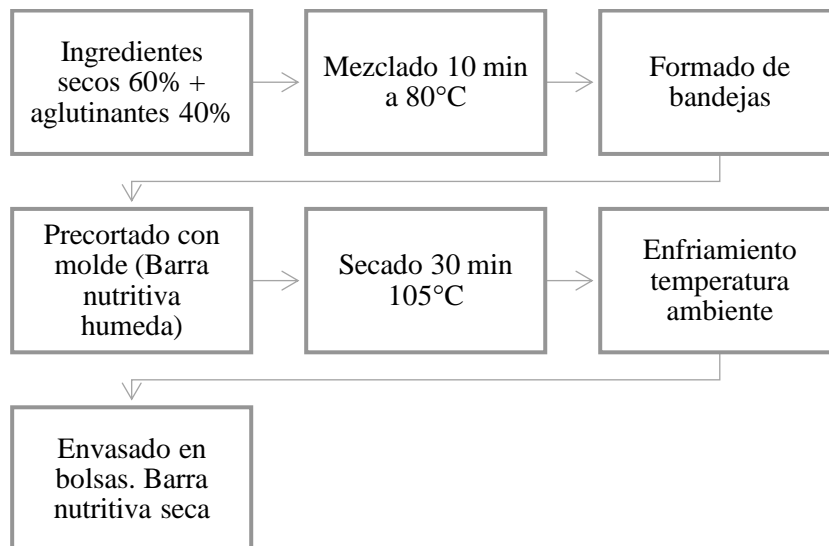 Ingredientes
secos 60% +
aglutinantes 40%
Mezclado 10 min
a 80°C
Formado de
bandejas
Precortado con
molde (Barra
nutritiva
humeda)
Secado 30 min
105°C
Enfriamiento
temperatura
ambiente
Envasado en
bolsas. Barra
nutritiva seca